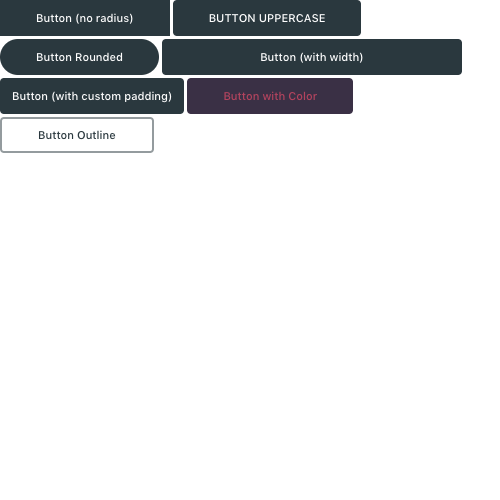 Button (no radius) BUTTON UPPERCASE
Button Rounded Button (with width)
Button (with custom padding) Button with Color
Button Outline